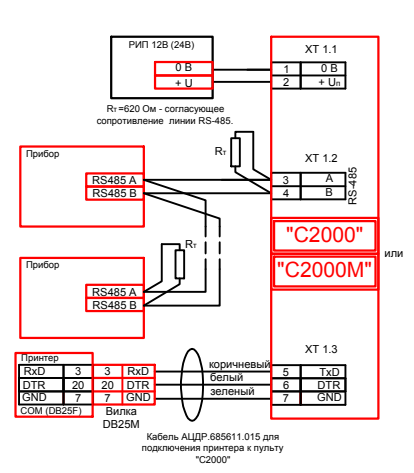 РИП 12В (24В)
0 В
+ U
XT 1.1
1 0 В
2 + Uп
Rт=620 Ом - согласующее
сопротивление линии RS-485.
Rт
XT 1.2
3 A
4 B
RS-485
Прибор
RS485 A
RS485 B
"С2000"
или
"С2000М"
Rт
Прибор
RS485 A
RS485 B
XT 1.3
5 TxD
6 DTR
7 GND
коричневый
белый
зеленый
Принтер
RxD 3 3 RxD
DTR 20 20 DTR
GND 7 7 GND
COM (DB25F)
Вилка
DB25M
Кабель АЦДР.685611.015 для
подключения принтера к пульту
"С2000"